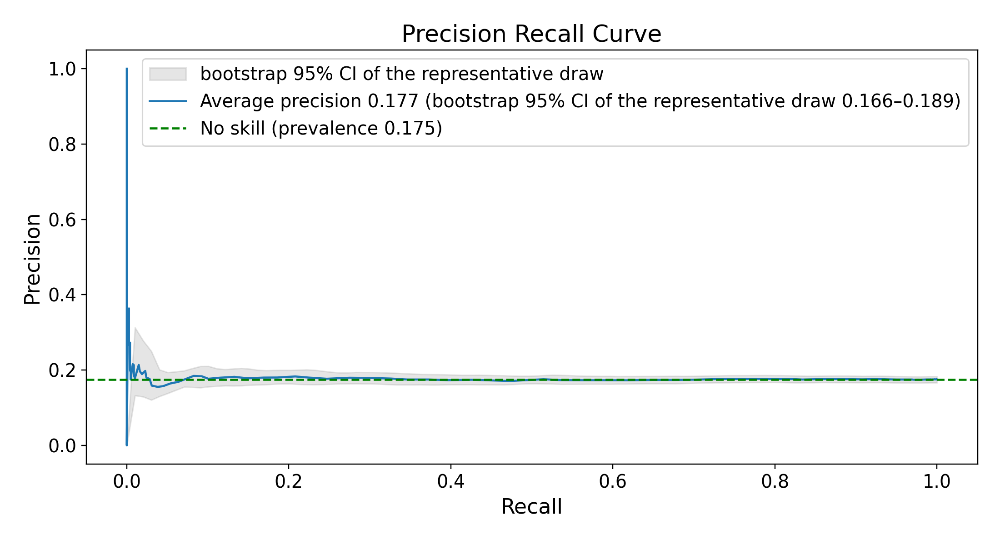 Precision Recall Curve
bootstrap 95% CI of the representative draw
Average precision 0.177 (bootstrap 95% CI of the representative draw 0.166–0.189)
No skill (prevalence 0.175)
Precision
1.0
0.8
0.6
0.4
0.2
0.0
0.0 0.2 0.4 0.6 0.8 1.0
Recall